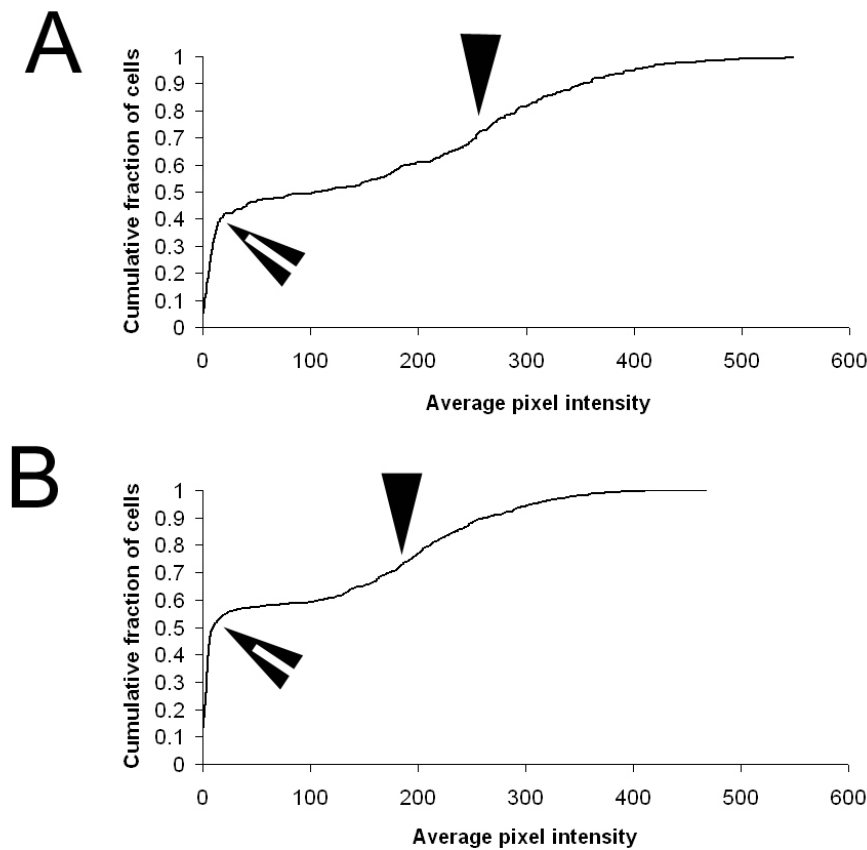 A
Cumulative fraction of cells
1
0.9
0.8
0.7
0.6
0.5
0.4
0.3
0.2
0.1
0
0 100 200 300 400 500 600
Average pixel intensity
B
Cumulative fraction of cells
1
0.9
0.8
0.7
0.6
0.5
0.4
0.3
0.2
0.1
0
0 100 200 300 400 500 600
Average pixel intensity